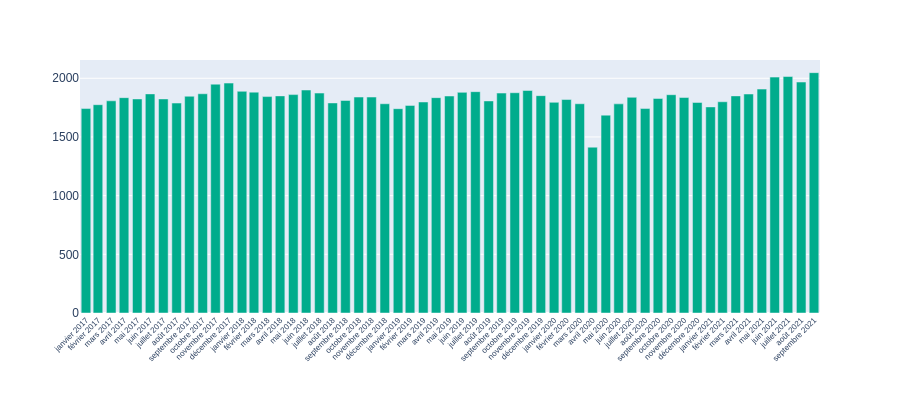 2000
1500
1000
500
0
janvier 2017
février 2017
mars 2017
avril 2017
mai 2017
juin 2017
juillet 2017
août 2017
septembre 2017
octobre 2017
novembre 2017
décembre 2017
janvier 2018
février 2018
mars 2018
avril 2018
mai 2018
juin 2018
juillet 2018
août 2018
septembre 2018
octobre 2018
novembre 2018
décembre 2018
janvier 2019
février 2019
mars 2019
avril 2019
mai 2019
juin 2019
juillet 2019
août 2019
septembre 2019
octobre 2019
novembre 2019
décembre 2019
janvier 2020
février 2020
mars 2020
avril 2020
mai 2020
juin 2020
juillet 2020
août 2020
septembre 2020
octobre 2020
novembre 2020
décembre 2020
janvier 2021
février 2021
mars 2021
avril 2021
mai 2021
juin 2021
juillet 2021
août 2021
septembre 2021